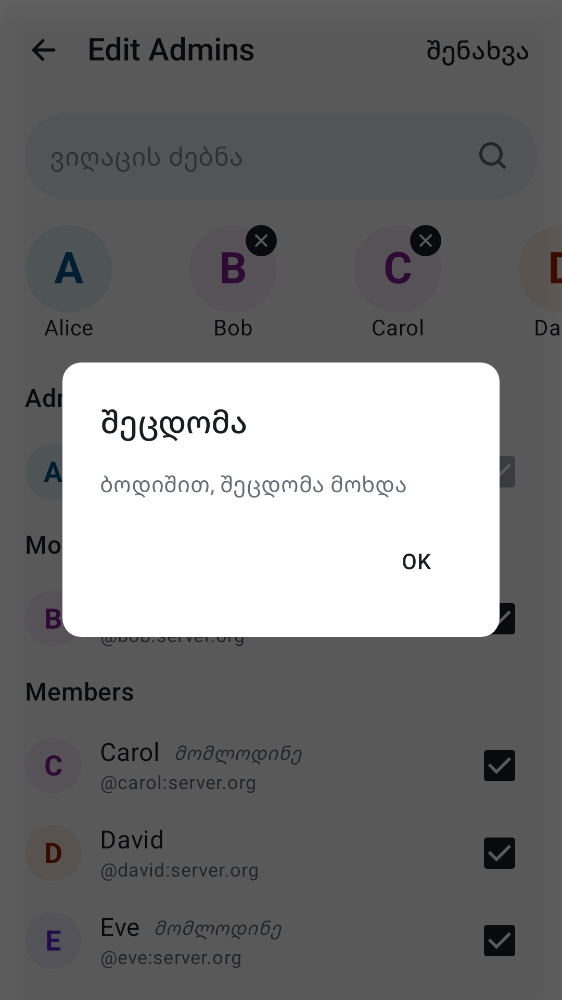 Edit Admins
შენახვა
ვიღაცის ძებნა
A
B
C
D
Alice
Bob
Carol
Da
Adr
შეცდომა
A
ბოდიშით, შეცდომა მოხდა
Mo
OK
B
@bob:server.org
Members
C
Carol მომლოდინე
@carol:server.org
D
David
@david:server.org
E
Eve მომლოდინე
@eve:server.org